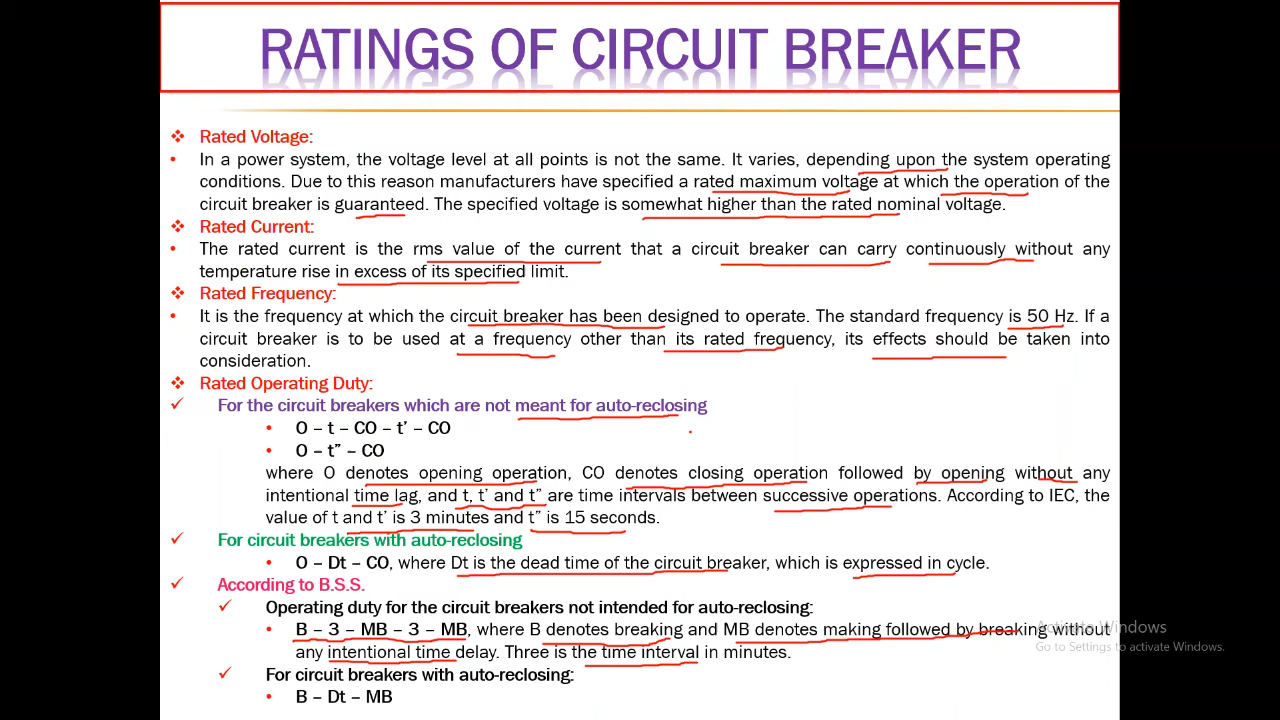 RATINGS OF CIRCUIT BREAKER
Rated Voltage:
In a power system, the voltage level at all points is not the same. It varies, depending upon the system operating
conditions. Due to this reason manufacturers have specified a rated maximum voltage at which the operation of the
circuit breaker is guaranteed. The specified voltage is somewhat higher than the rated nominal voltage.
Rated Current:
The rated current is the rms value of the current that a circuit breaker can carry continuously without any
temperature rise in excess of its specified limit.
Rated Frequency:
It is the frequency at which the circuit breaker has been designed to operate. The standard frequency is 50 Hz. If a
circuit breaker is to be used at a frequency other than its rated frequency, its effects should be taken into
consideration.
Rated Operating Duty:
For the circuit breakers which are not meant for auto-reclosing
O – t – CO – t’ – CO
O – t” – CO
where O denotes opening operation, CO denotes closing operation followed by opening without any
intentional time lag, and t, t’ and t” are time intervals between successive operations. According to IEC, the
value of t and t’ is 3 minutes and t” is 15 seconds.
For circuit breakers with auto-reclosing
O – Dt – CO, where Dt is the dead time of the circuit breaker, which is expressed in cycle.
According to B.S.S.
Operating duty for the circuit breakers not intended for auto-reclosing:
B – 3 – MB – 3 – MB, where B denotes breaking and MB denotes making followed by breaking without
any intentional time delay. Three is the time interval in minutes.
For circuit breakers with auto-reclosing:
B – Dt – MB
Activate Windows
Go to Settings to activate Windows.